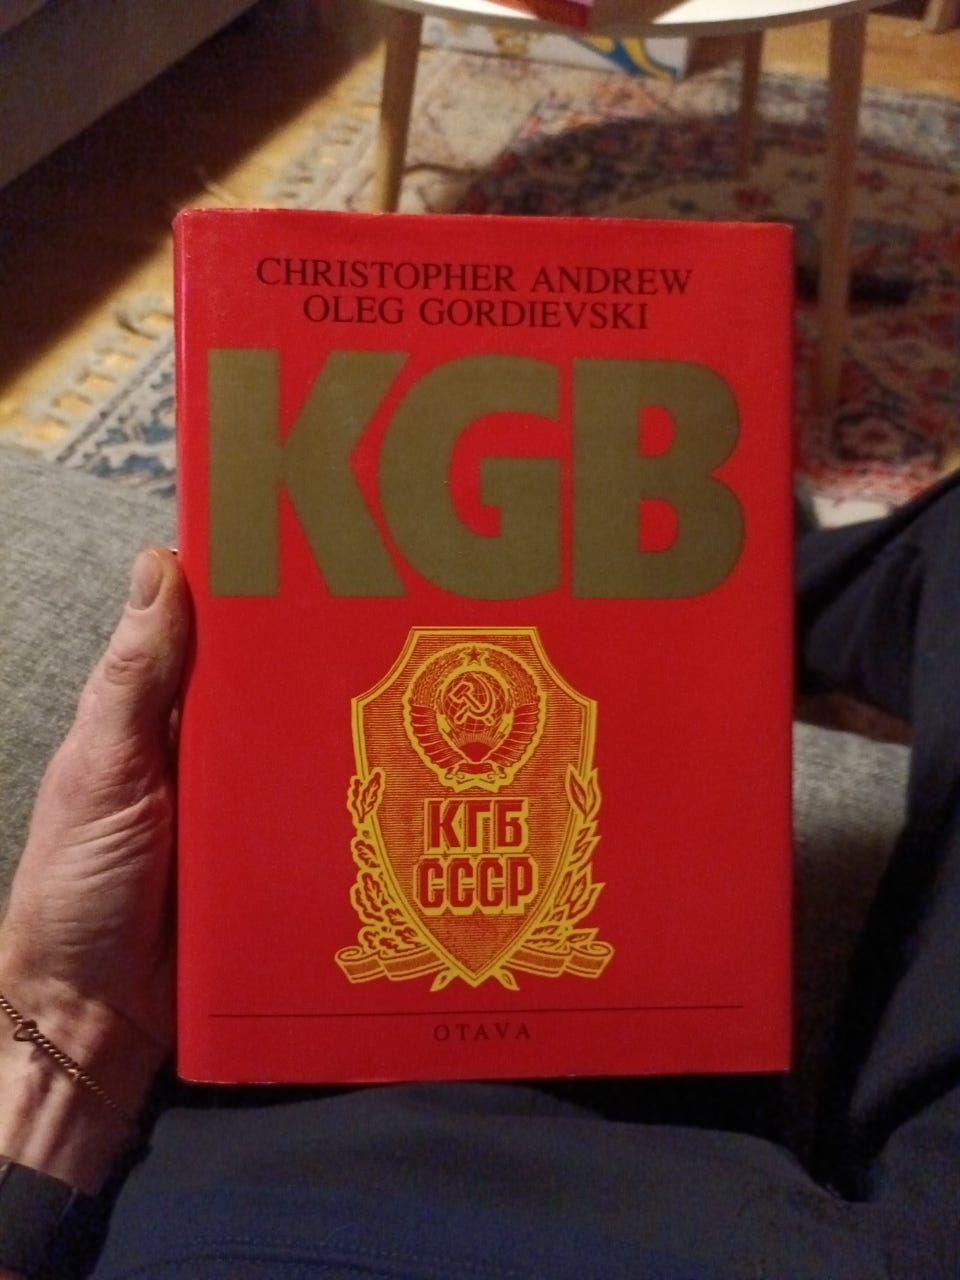 CHRISTOPHER ANDREW
OLEG GORDIEVSKI
KGB
КГБ
СССР
OTAVA